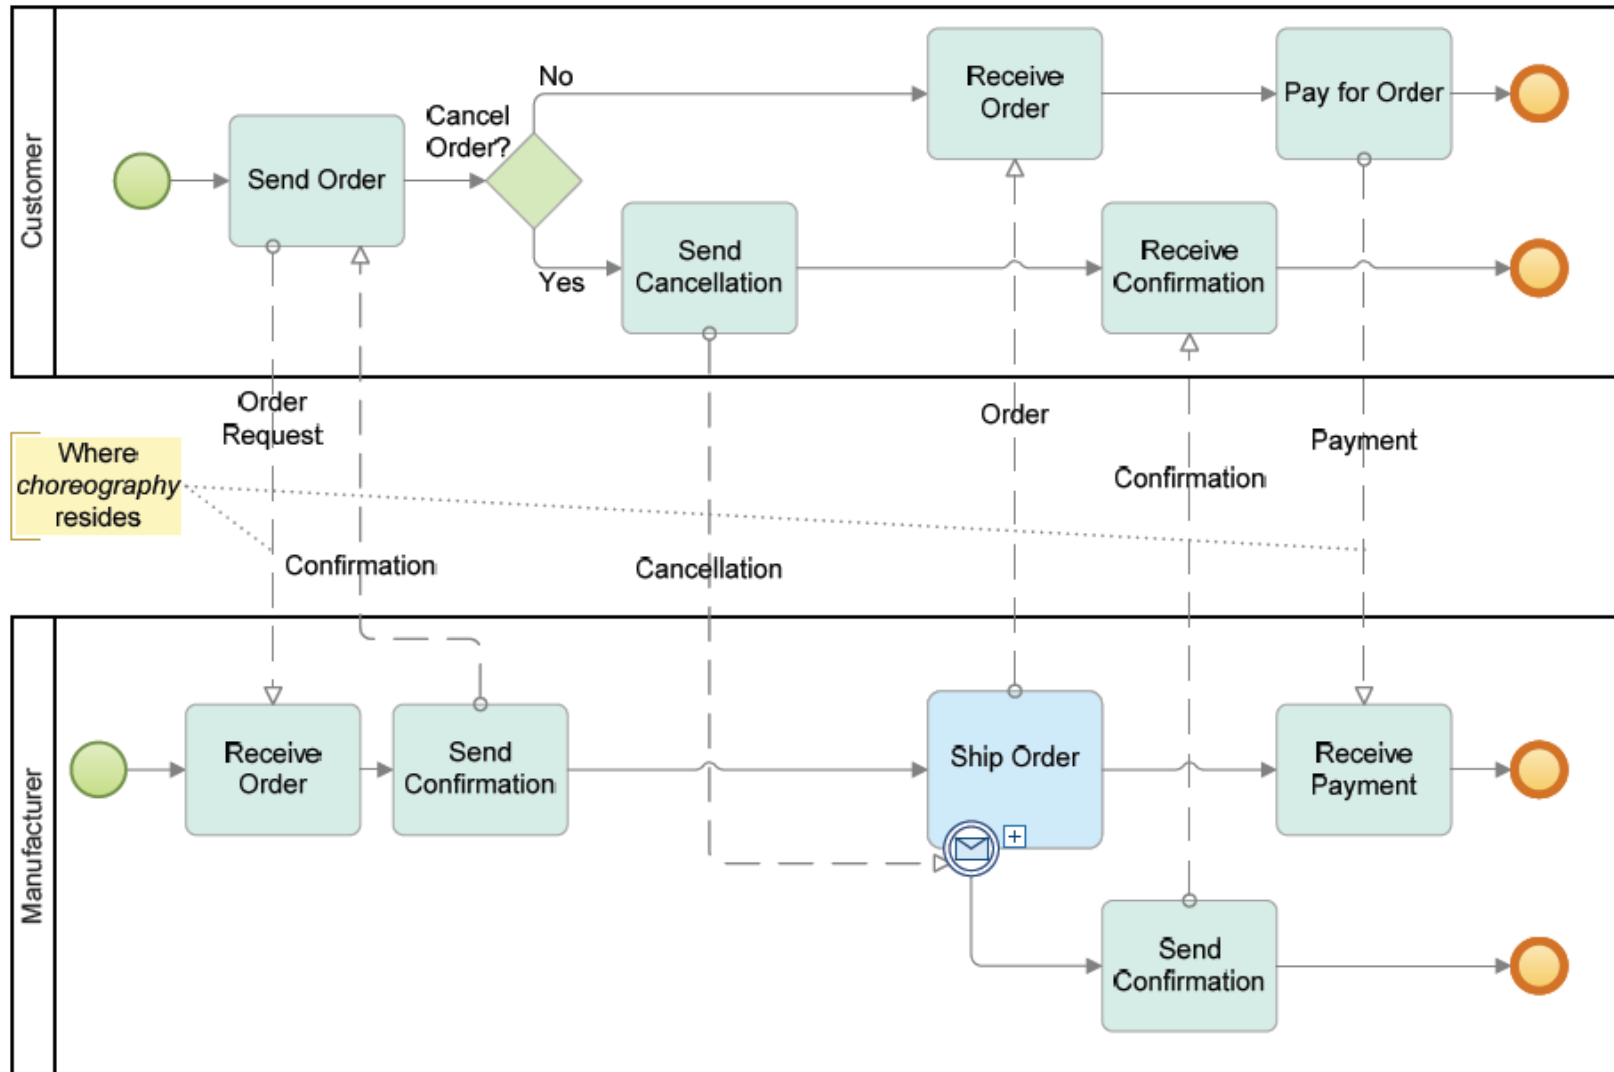 Customer
No
Receive
Order
Pay for Order
Cancel
Order?
Send Order
Send
Cancellation
Receive
Confirmation
Yes
Order
Request
Order
Payment
Where
choreography
resides
Confirmation
Confirmation
Cancellation
Manufacturer
Receive
Order
Send
Confirmation
Ship Order
Receive
Payment
Send
Confirmation